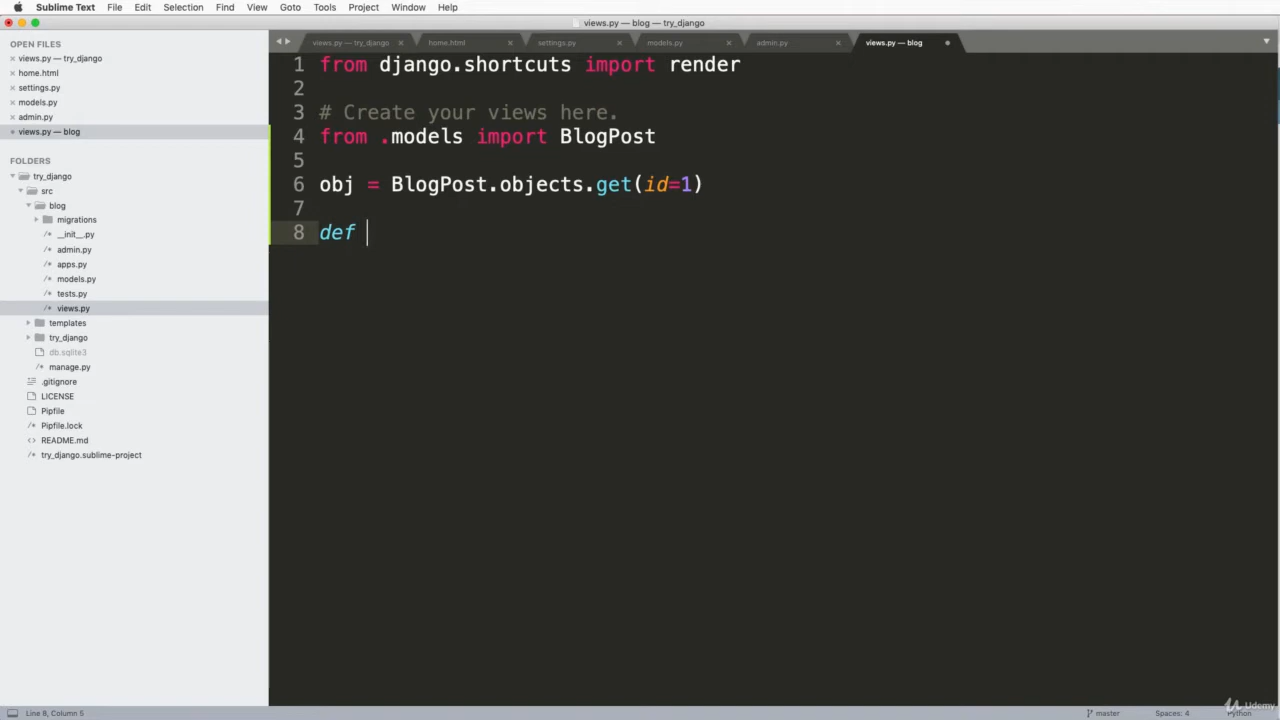 Sublime Text File Edit Selection Find View Goto Tools Project Window Help
views.py — blog — try_django
OPEN FILES
views.py — try_django
home.html
settings.py
models.py
admin.py
views.py — blog
FOLDERS
try_django
src
blog
migrations
__init__.py
admin.py
apps.py
models.py
tests.py
views.py
templates
try_django
db.sqlite3
manage.py
.gitignore
LICENSE
Pipfile
Pipfile.lock
README.md
try_django.sublime-project
views.py — try_django home.html settings.py models.py admin.py views.py — blog
1 from django.shortcuts import render
2
3 # Create your views here.
4 from .models import BlogPost
5
6 obj = BlogPost.objects.get(id=1)
7
8 def
Line 8, Column 5 master Spaces: 4 Python
Udemy